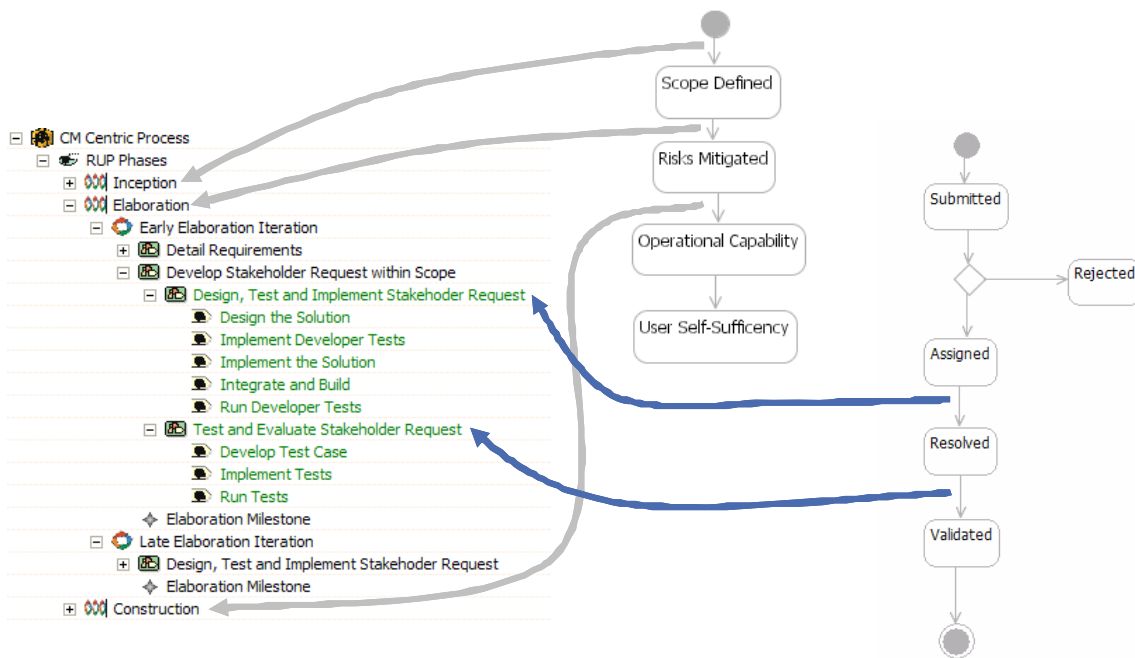 CM Centric Process
RUP Phases
Inception
Elaboration
Early Elaboration Iteration
Detail Requirements
Develop Stakeholder Request within Scope
Design, Test and Implement Stakehoder Request
Design the Solution
Implement Developer Tests
Implement the Solution
Integrate and Build
Run Developer Tests
Test and Evaluate Stakeholder Request
Develop Test Case
Implement Tests
Run Tests
Elaboration Milestone
Late Elaboration Iteration
Design, Test and Implement Stakehoder Request
Elaboration Milestone
Construction
Scope Defined
Risks Mitigated
Operational Capability
User Self-Sufficency
Submitted
Rejected
Assigned
Resolved
Validated